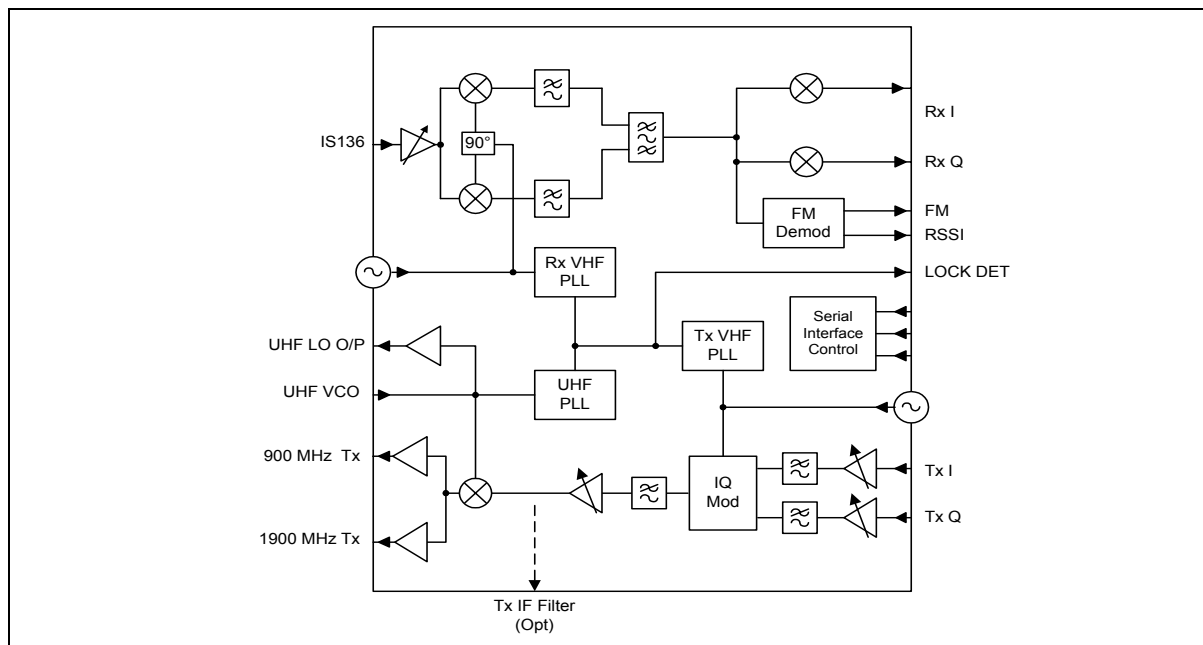 IS136
90°
Rx I
Rx Q
FM
Demod
FM
RSSI
Rx VHF
PLL
LOCK DET
Serial
Interface
Control
Tx VHF
PLL
UHF LO O/P
UHF VCO
UHF
PLL
900 MHz Tx
1900 MHz Tx
IQ
Mod
Tx I
Tx Q
Tx IF Filter
(Opt)